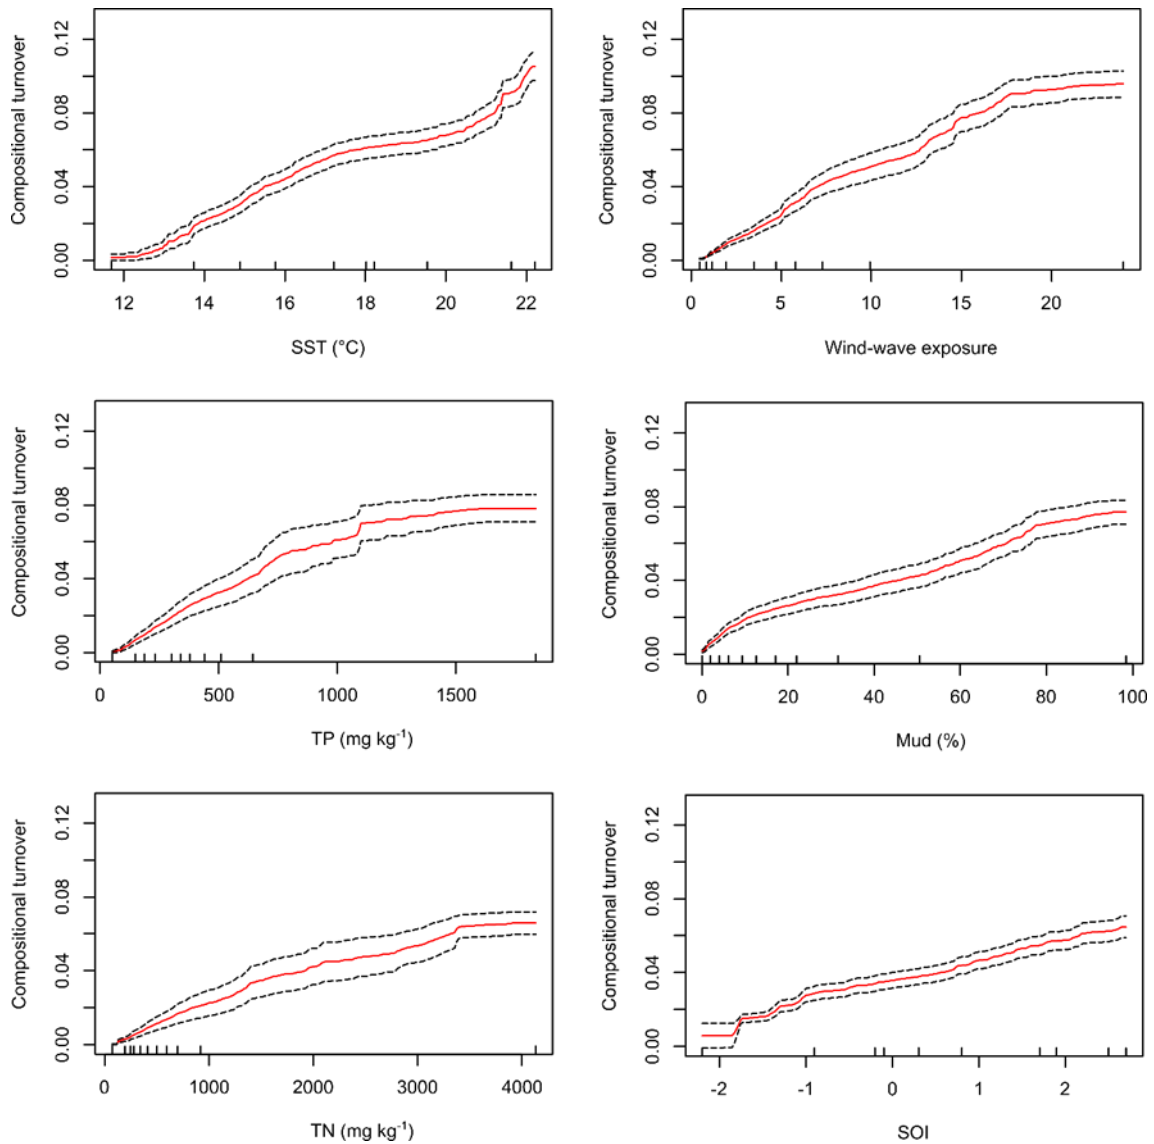 Compositional turnover
0.00 0.04 0.08 0.12
12 14 16 18 20 22
SST (°C)
Compositional turnover
0.00 0.04 0.08 0.12
0 5 10 15 20
Wind-wave exposure
Compositional turnover
0.00 0.04 0.08 0.12
0 500 1000 1500
TP (mg kg⁻¹)
Compositional turnover
0.00 0.04 0.08 0.12
0 20 40 60 80 100
Mud (%)
Compositional turnover
0.00 0.04 0.08 0.12
0 1000 2000 3000 4000
TN (mg kg⁻¹)
Compositional turnover
0.00 0.04 0.08 0.12
-2 -1 0 1 2
SOI